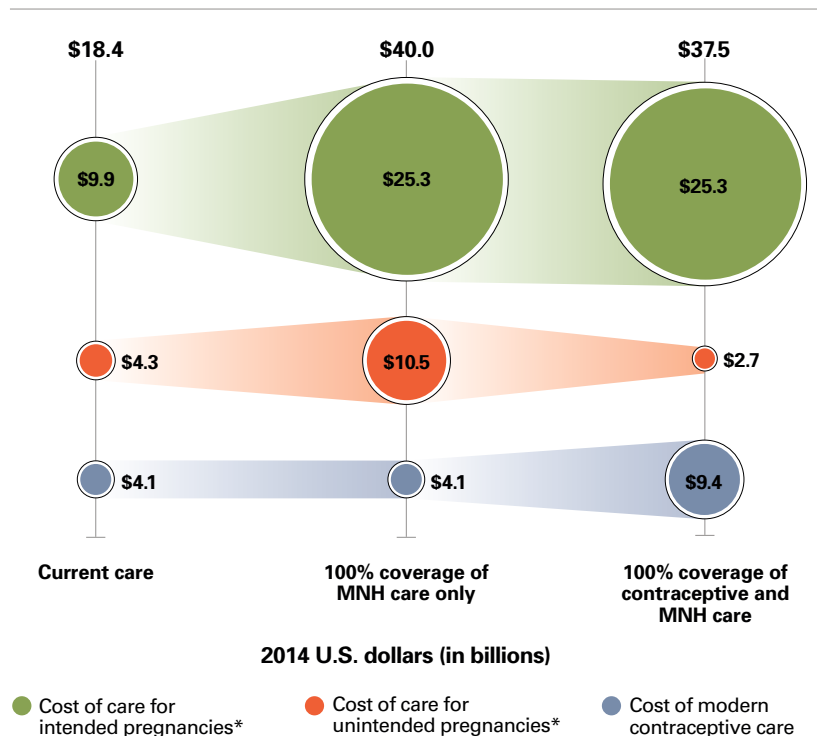 $18.4
$40.0
$37.5
$9.9
$25.3
$25.3
$4.3
$10.5
$2.7
$4.1
$4.1
$9.4
Current care
100% coverage of
MNH care only
100% coverage of
contraceptive and
MNH care
2014 U.S. dollars (in billions)
Cost of care for
intended pregnancies*
Cost of care for
unintended pregnancies*
Cost of modern
contraceptive care